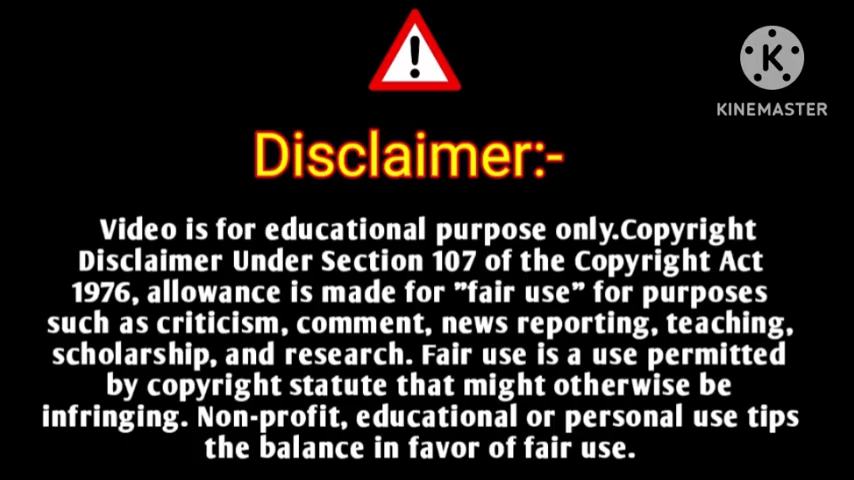 K
KINEMASTER
Disclaimer:-
Video is for educational purpose only.Copyright
Disclaimer Under Section 107 of the Copyright Act
1976, allowance is made for "fair use" for purposes
such as criticism, comment, news reporting, teaching,
scholarship, and research. Fair use is a use permitted
by copyright statute that might otherwise be
infringing. Non-profit, educational or personal use tips
the balance in favor of fair use.